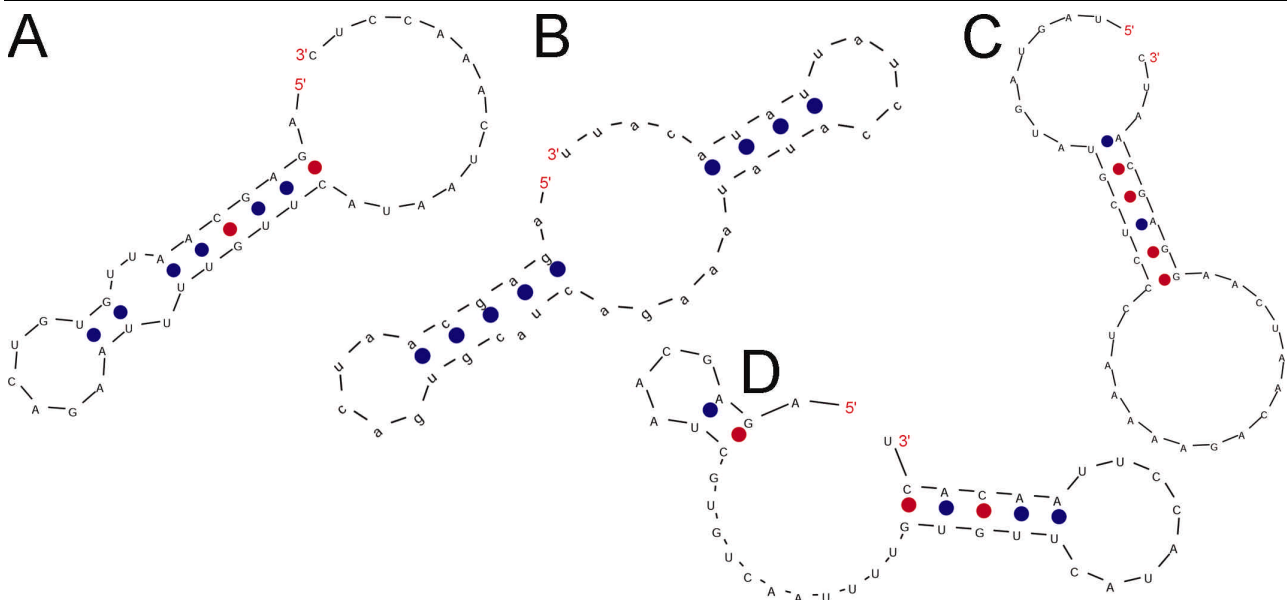 A
5' A G A G C A A U U G U G U C A G A A U U U U G U U C A U A A U C A A A C C U C 3'
B
5' a g a g c a a u c a g u g c a u c a g a a a u a u a c c u a u u a u a c a u u 3'
C
5' U A G U A G U A U G C U C C C U A A A A A G A C A A U C A A G G A G C A A U C 3'
D
5' A G A G C A A U C G U G U C A A U U U U G U G U U C A U A C C U U A A C A C U 3'